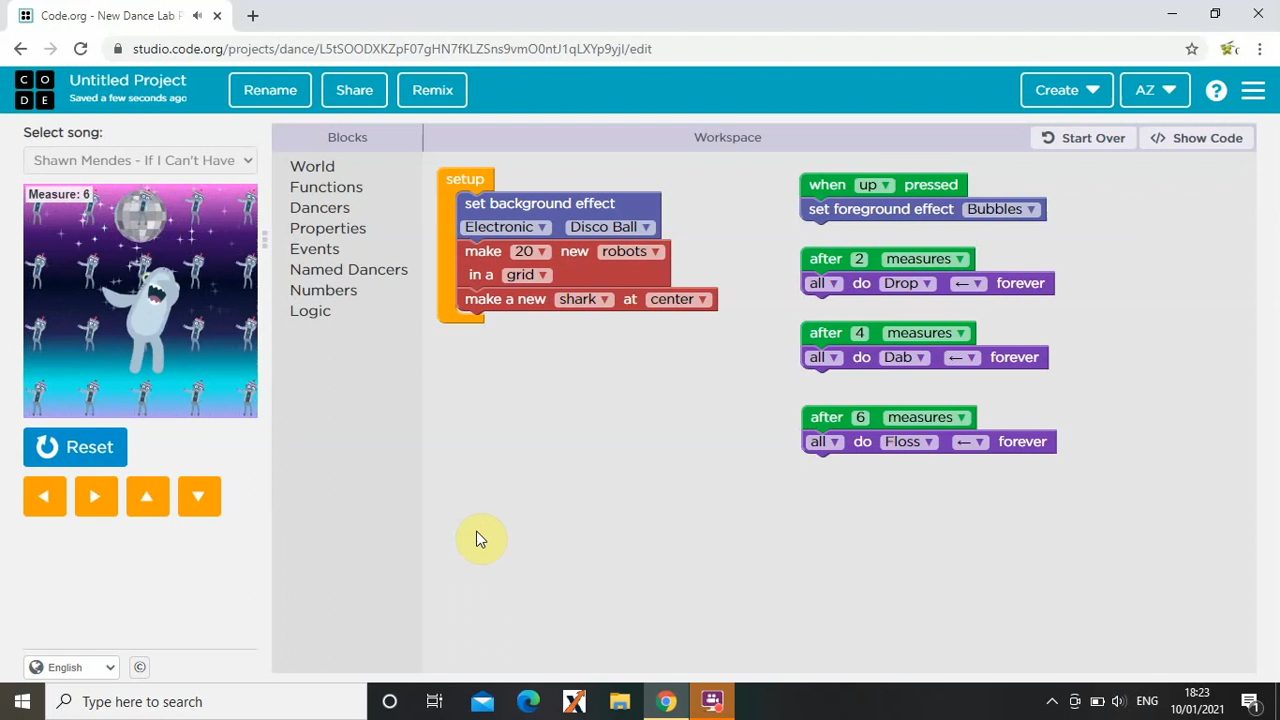 Code.org - New Dance Lab P
studio.code.org/projects/dance/L5tSOODXKZpF07gHN7fKLZSns9vmO0ntJ1qLXYp9yjI/edit
C O
D E
Untitled Project
Saved a few seconds ago
Rename
Share
Remix
Create
AZ
?
Select song:
Shawn Mendes - If I Can't Have
Measure: 6
Reset
English
©
Blocks
Workspace
Start Over
</> Show Code
World
Functions
Dancers
Properties
Events
Named Dancers
Numbers
Logic
setup
set background effect
Electronic Disco Ball
make 20 new robots
in a grid
make a new shark at center
when up pressed
set foreground effect Bubbles
after 2 measures
all do Drop ← forever
after 4 measures
all do Dab ← forever
after 6 measures
all do Floss ← forever
Type here to search
ENG
18:23
10/01/2021
1